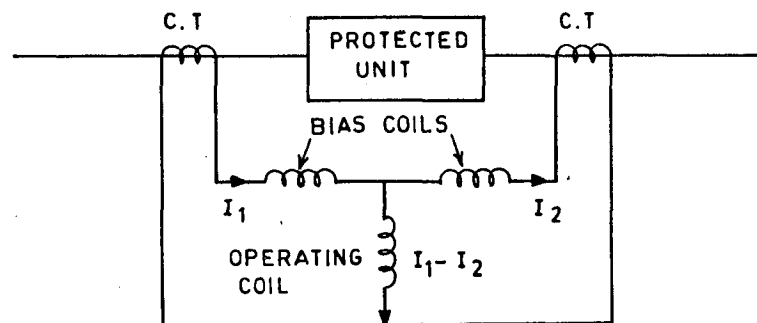 C.T
PROTECTED
UNIT
C.T
BIAS COILS
I₁
I₂
OPERATING
COIL
I₁- I₂